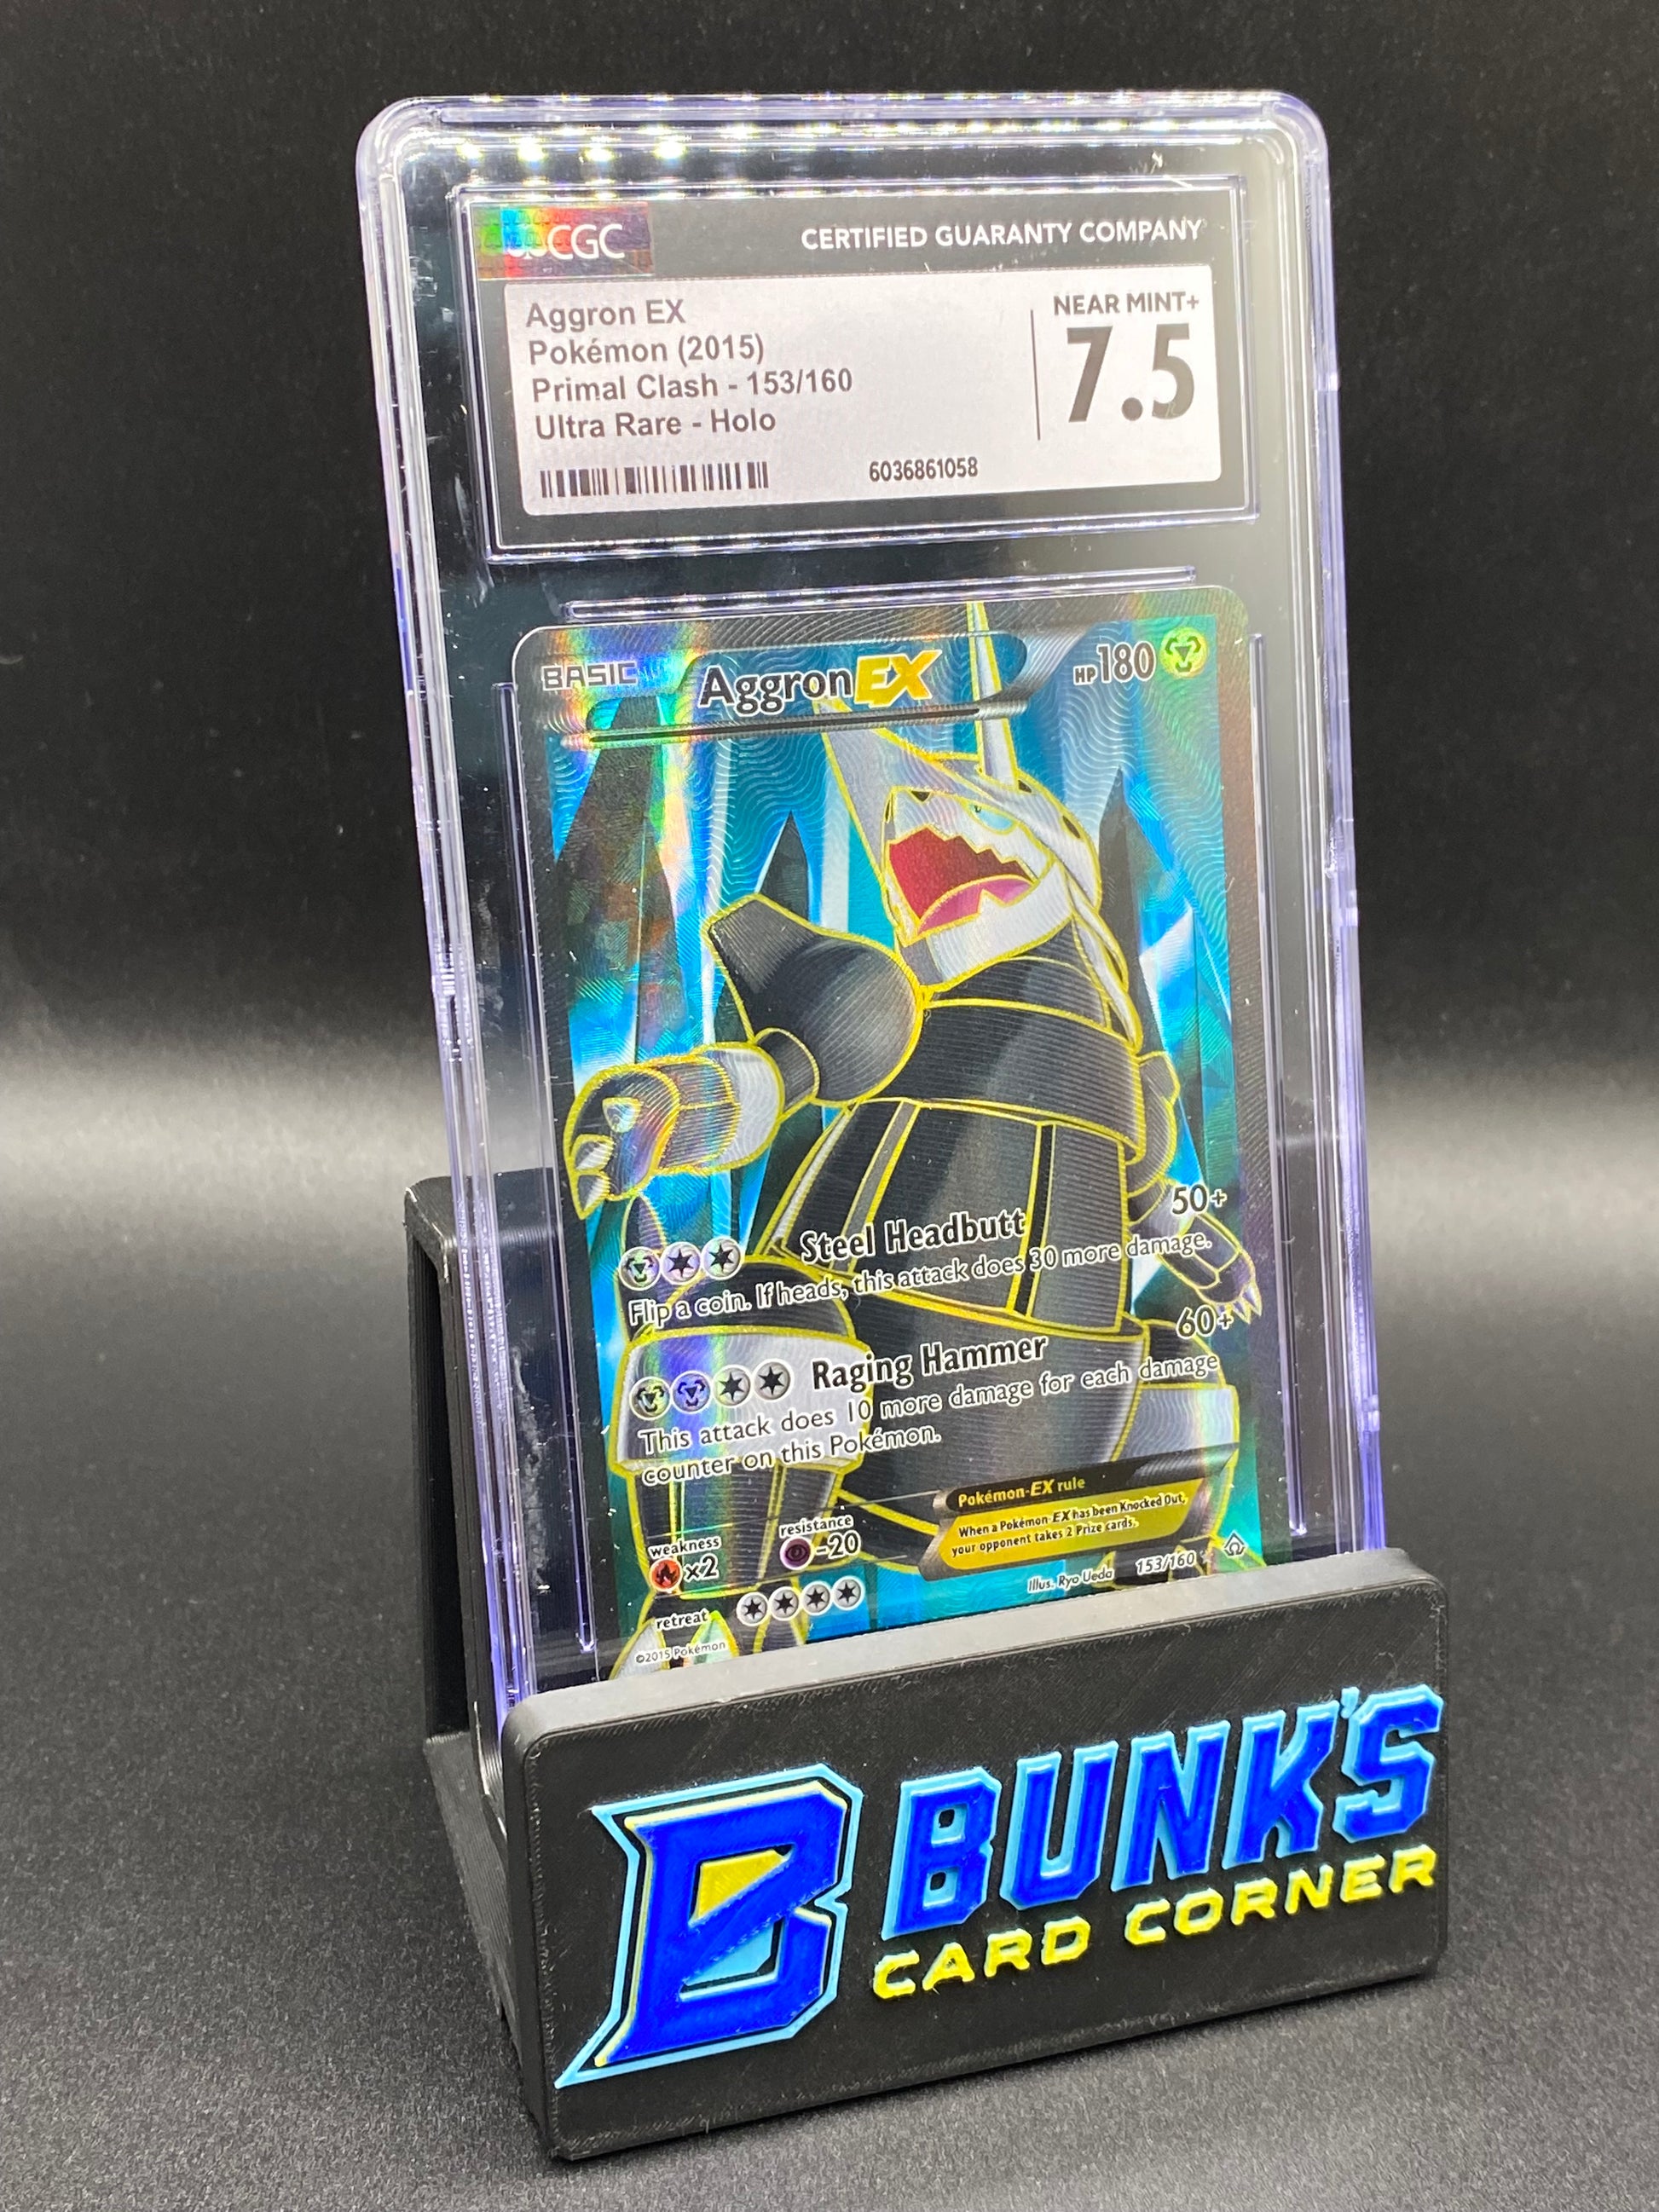 CGC
CERTIFIED GUARANTY COMPANY
Aggron EX
Pokémon (2015)
Primal Clash - 153/160
Ultra Rare - Holo
NEAR MINT+
7.5
6036861058
BASIC
Aggron EX
HP 180
Steel Headbutt
50+
Flip a coin. If heads, this attack does 30 more damage.
Raging Hammer
60+
This attack does 10 more damage for each damage
counter on this Pokémon.
Pokémon-EX rule
When a Pokémon-EX has been Knocked Out,
your opponent takes 2 Prize cards.
weakness
×2
resistance
-20
retreat
Illus. Ryo Ueda
153/160
©2015 Pokémon
B
BUNK'S
CARD CORNER